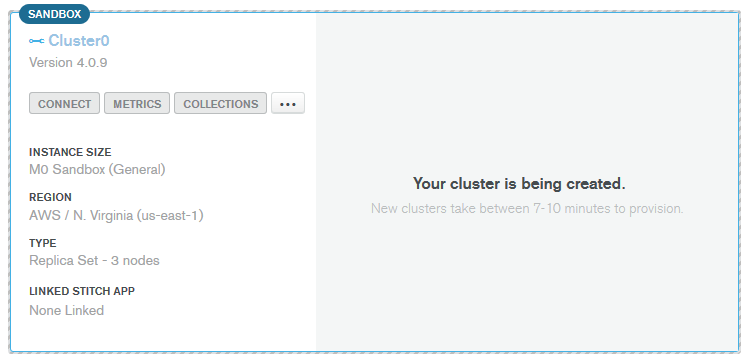 SANDBOX
Cluster0
Version 4.0.9
CONNECT METRICS COLLECTIONS •••
INSTANCE SIZE
M0 Sandbox (General)
REGION
AWS / N. Virginia (us-east-1)
TYPE
Replica Set - 3 nodes
LINKED STITCH APP
None Linked
Your cluster is being created.
New clusters take between 7-10 minutes to provision.